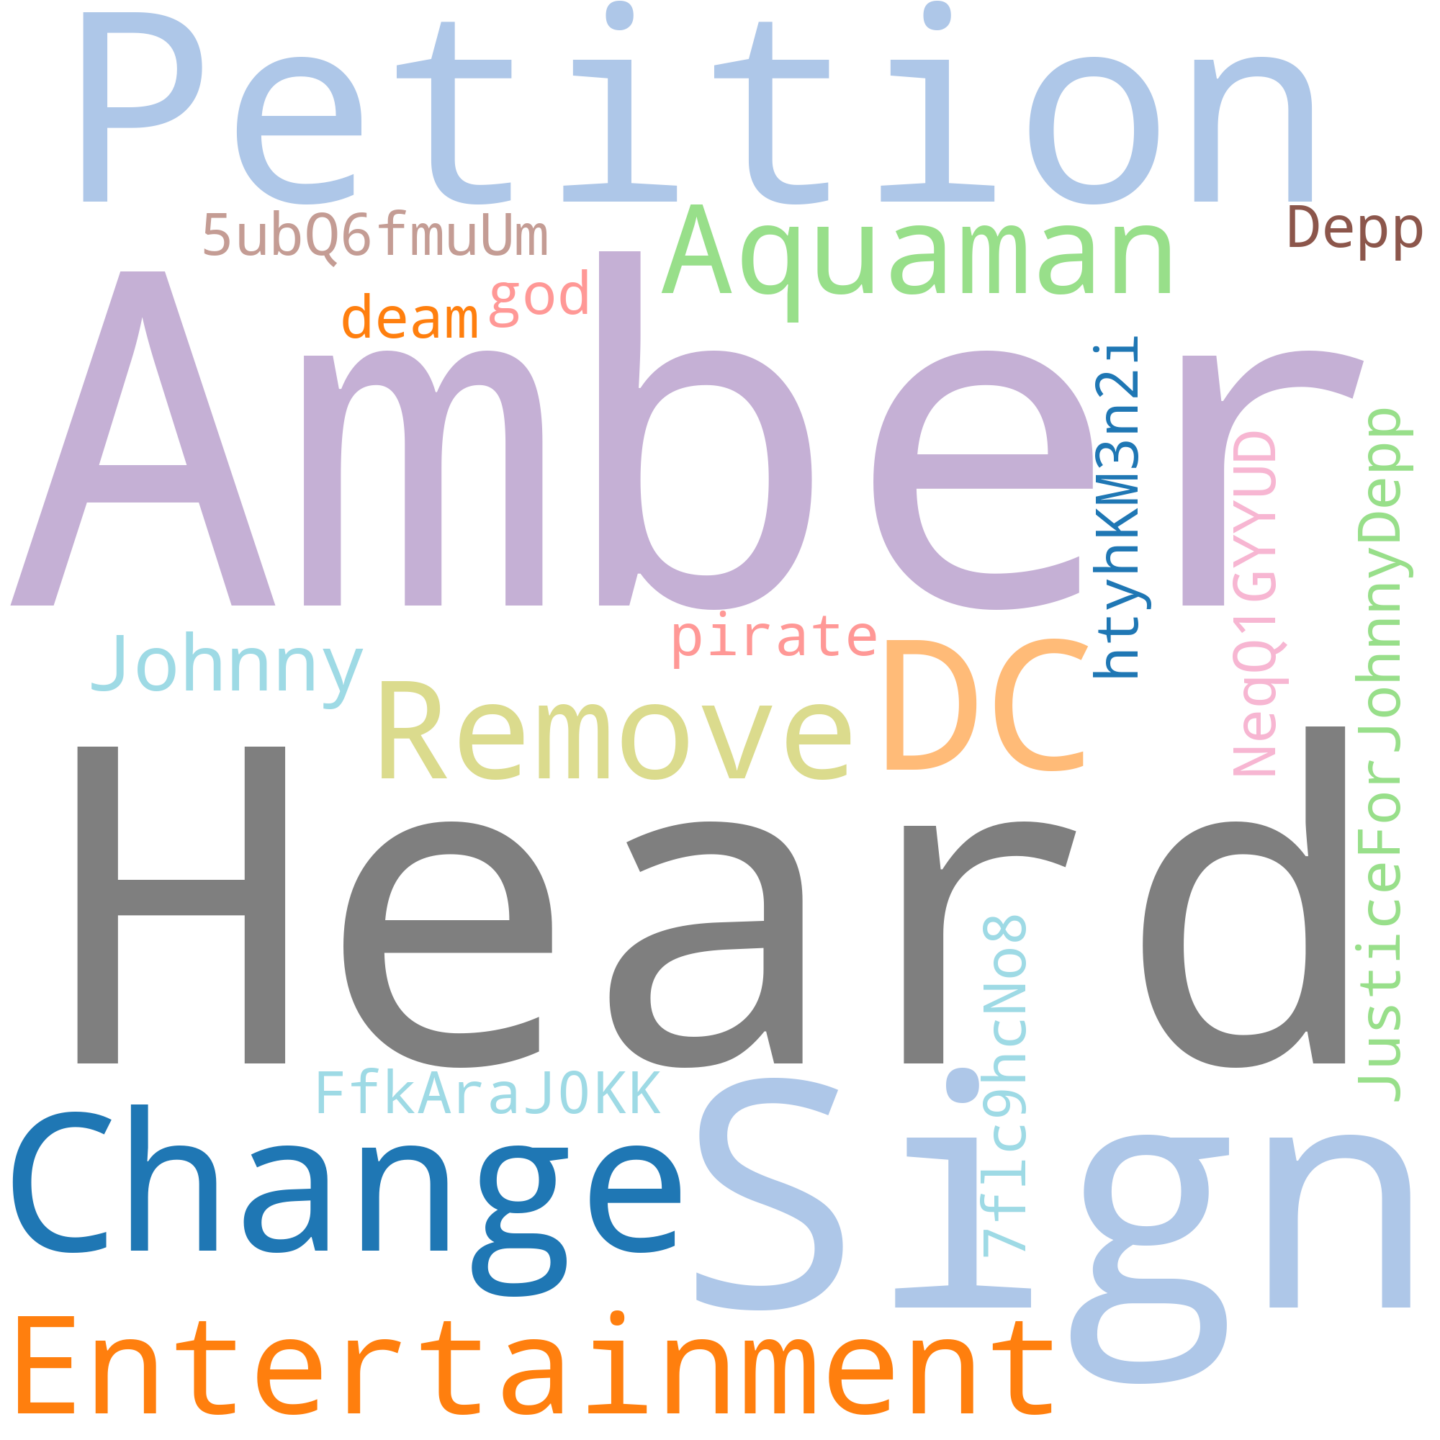 Petition
5ubQ6fmuUm
Aquaman
Depp
god
deam
Amber
htyhKM3n2i
NeqQ1GYYUD
JusticeForJohnnyDepp
Johnny
pirate
Remove
DC
Heard
7flc9hcNo8
FfkAraJ0KK
Change
Sign
Entertainment